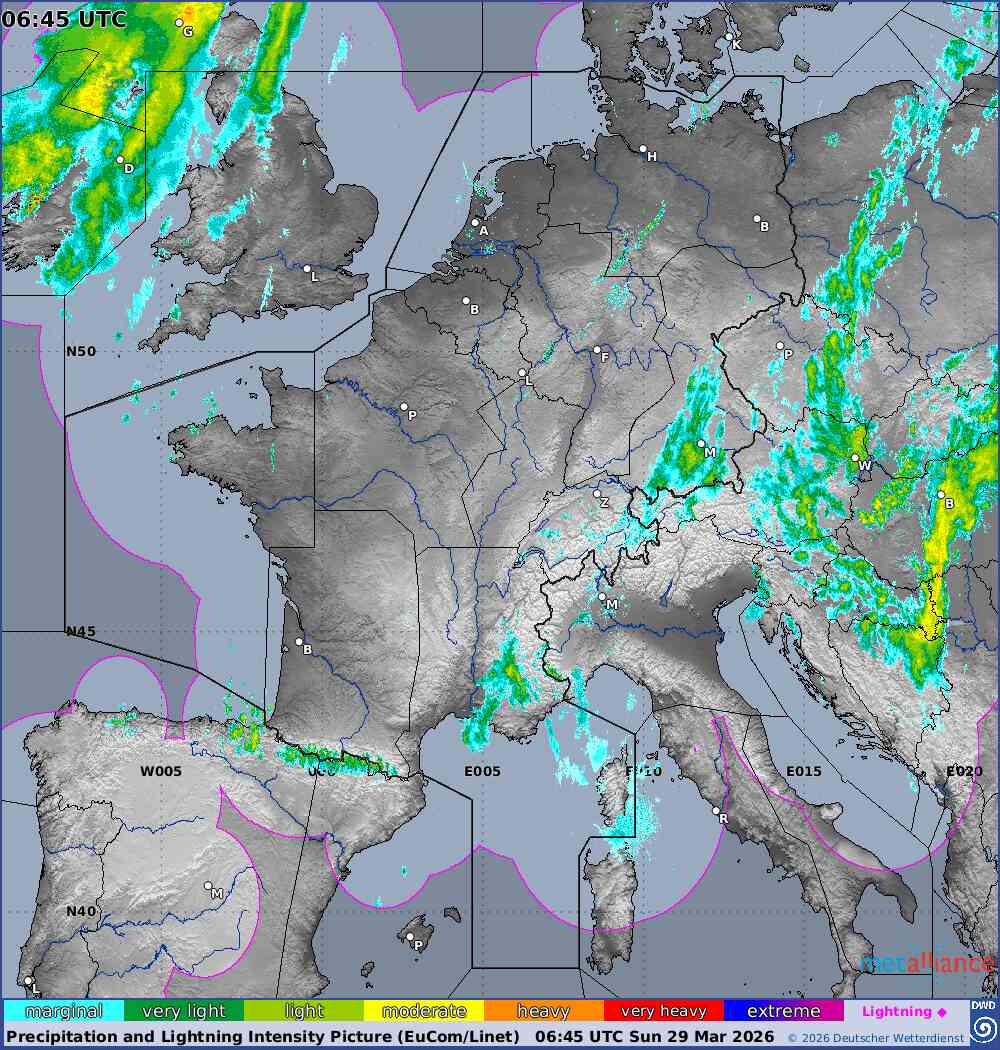 06:45 UTC
G
K
D
H
A
B
L
B
N50
F
P
L
P
M
W
Z
B
M
N45
B
W005
000
E005
E010
E015
E020
R
M
N40
P
L
metalliance
marginal very light light moderate heavy very heavy extreme Lightning ◆
DWD
Precipitation and Lightning Intensity Picture (EuCom/Linet) 06:45 UTC Sun 29 Mar 2026 © 2026 Deutscher Wetterdienst